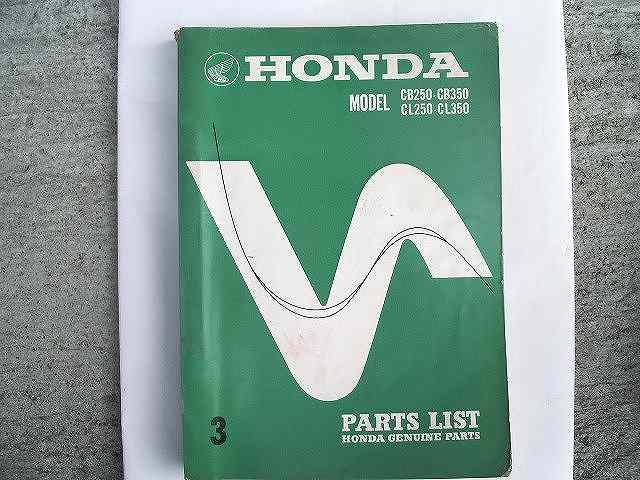 HONDA
MODEL CB250-CB350
CL250-CL350
3
PARTS LIST
HONDA GENUINE PARTS